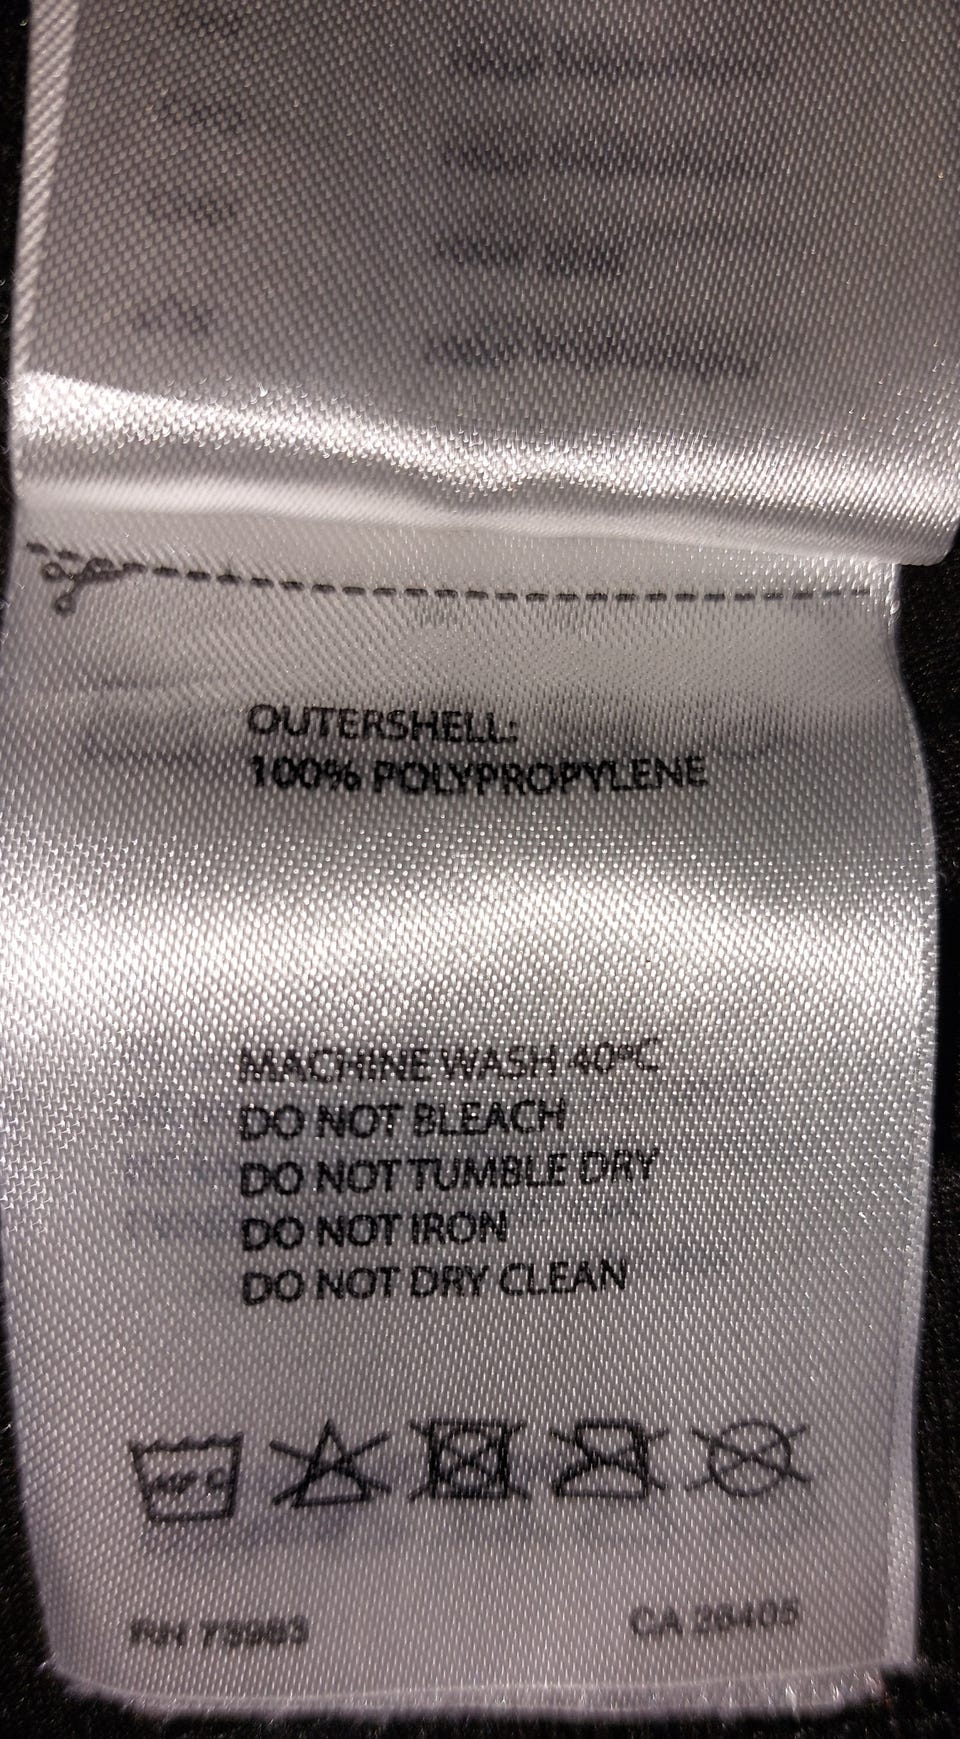 OUTERSHELL:
100% POLYPROPYLENE
MACHINE WASH 40°C
DO NOT BLEACH
DO NOT TUMBLE DRY
DO NOT IRON
DO NOT DRY CLEAN
40°C
RN 73983 CA 26405